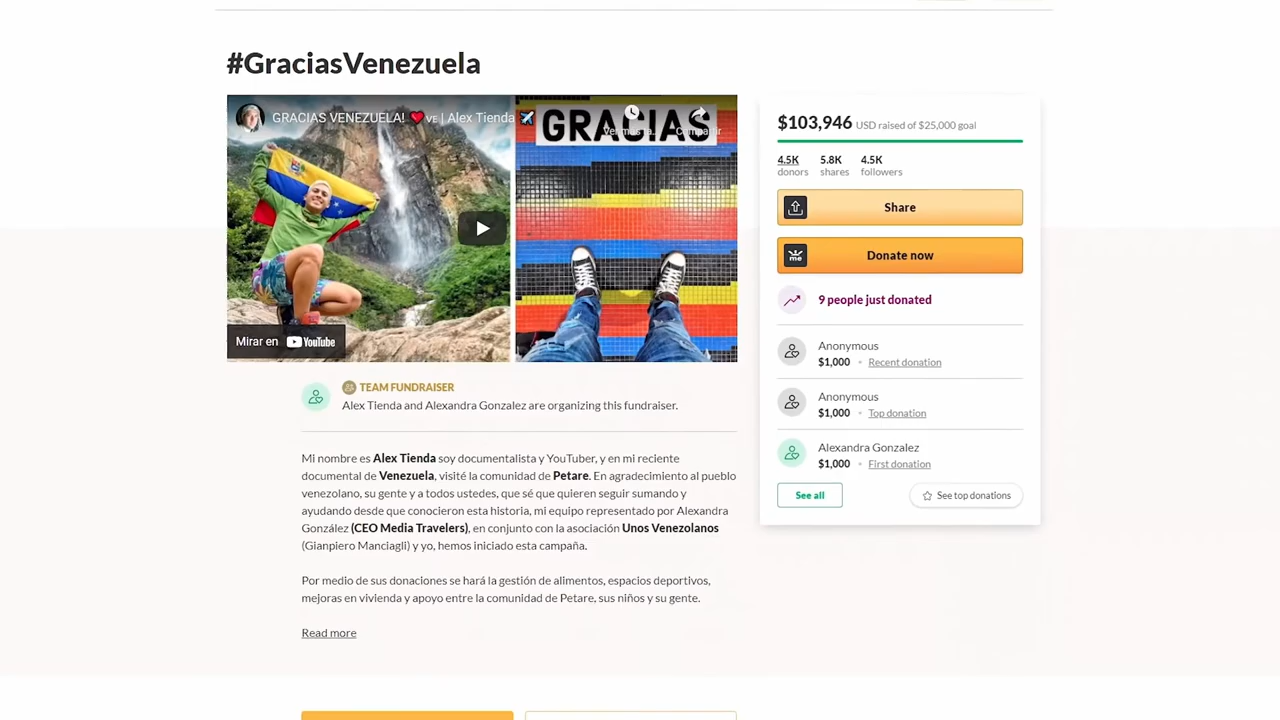 #GraciasVenezuela
GRACIAS VENEZUELA! ❤️ VE | Alex Tienda ✈️
GRACIAS
Ver más ta...
Compartir
Mirar en YouTube
TEAM FUNDRAISER
Alex Tienda and Alexandra Gonzalez are organizing this fundraiser.
Mi nombre es Alex Tienda soy documentalista y YouTuber, y en mi reciente
documental de Venezuela, visité la comunidad de Petare. En agradecimiento al pueblo
venezolano, su gente y a todos ustedes, que sé que quieren seguir sumando y
ayudando desde que conocieron esta historia, mi equipo representado por Alexandra
González (CEO Media Travelers), en conjunto con la asociación Unos Venezolanos
(Gianpiero Manciagli) y yo, hemos iniciado esta campaña.
Por medio de sus donaciones se hará la gestión de alimentos, espacios deportivos,
mejoras en vivienda y apoyo entre la comunidad de Petare, sus niños y su gente.
Read more
$103,946 USD raised of $25,000 goal
4.5K 5.8K 4.5K
donors shares followers
Share
me Donate now
9 people just donated
Anonymous
$1,000 • Recent donation
Anonymous
$1,000 • Top donation
Alexandra Gonzalez
$1,000 • First donation
See all
See top donations